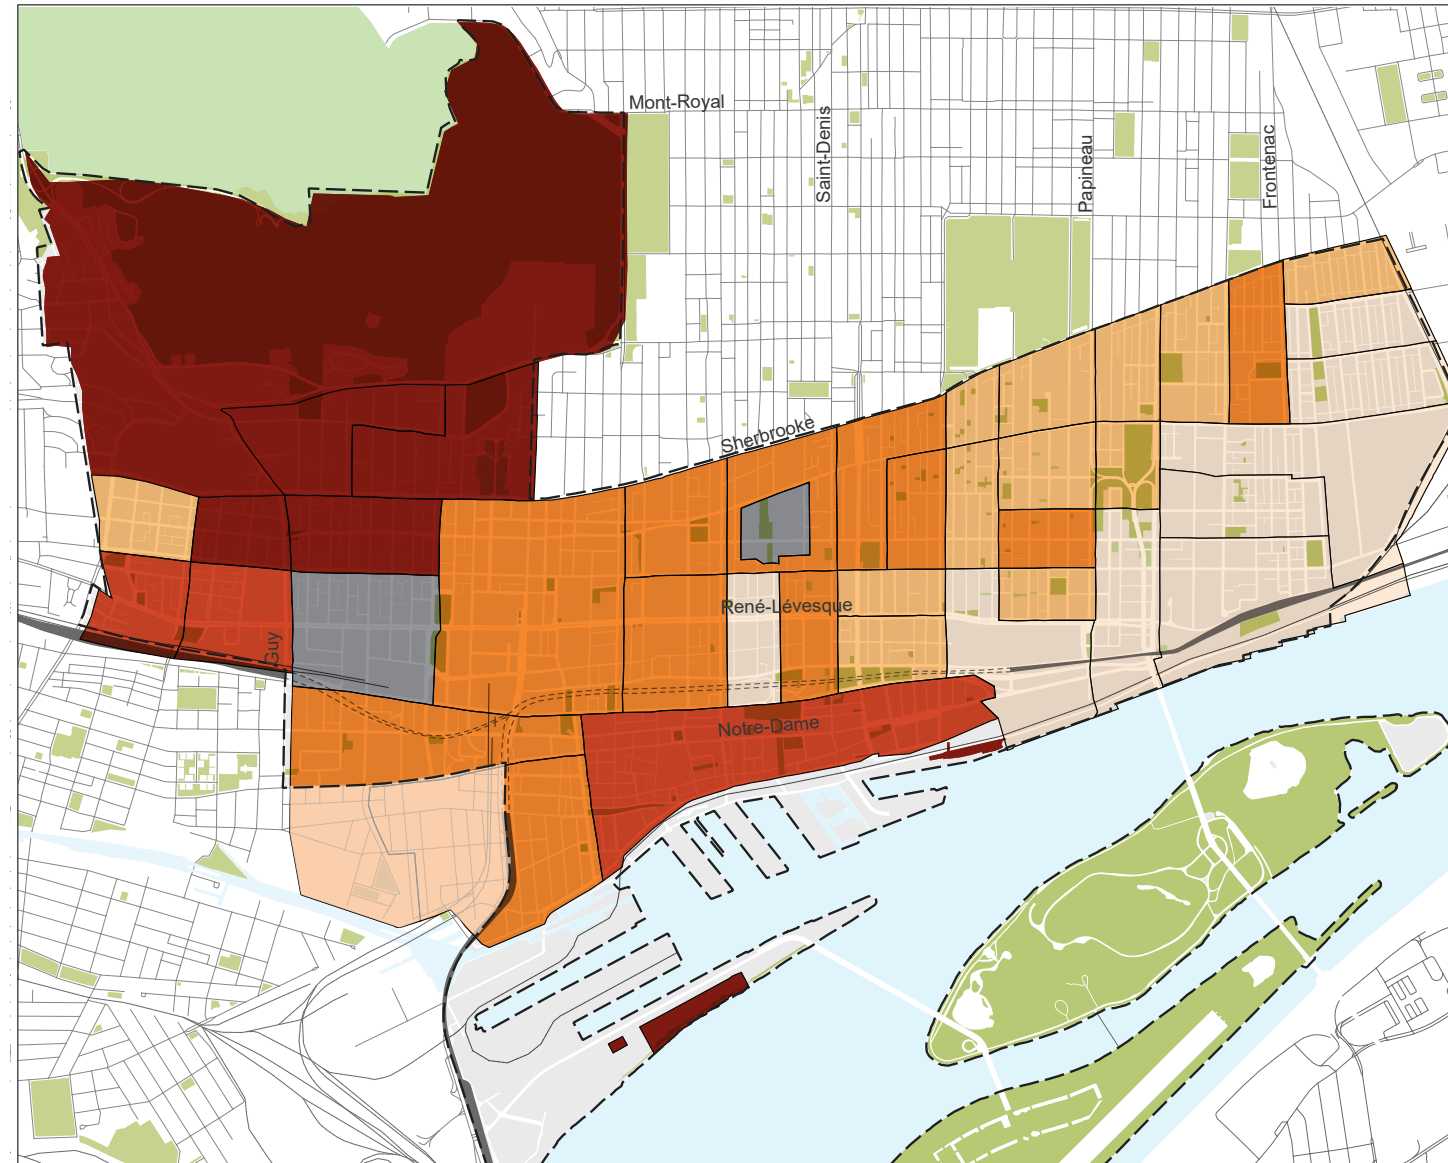 Mont-Royal
Saint-Denis
Papineau
Frontenac
Sherbrooke
René-Lévesque
Guy
Notre-Dame